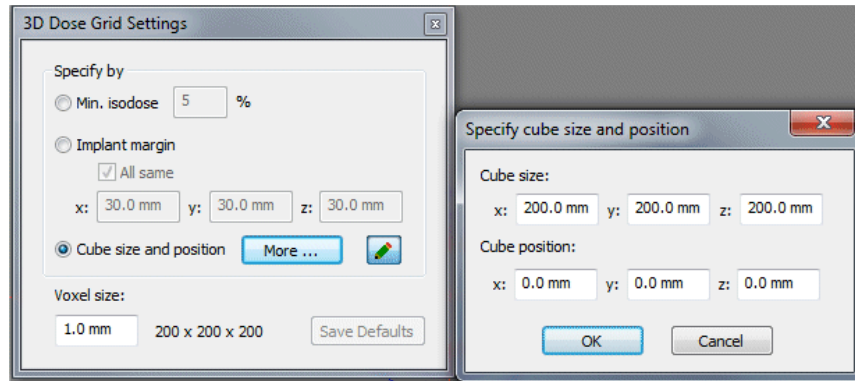 3D Dose Grid Settings
Specify by
Min. isodose 5 %
Implant margin
All same
x: 30.0 mm y: 30.0 mm z: 30.0 mm
Cube size and position More ...
Voxel size:
1.0 mm 200 x 200 x 200 Save Defaults
Specify cube size and position
Cube size:
x: 200.0 mm y: 200.0 mm z: 200.0 mm
Cube position:
x: 0.0 mm y: 0.0 mm z: 0.0 mm
OK Cancel